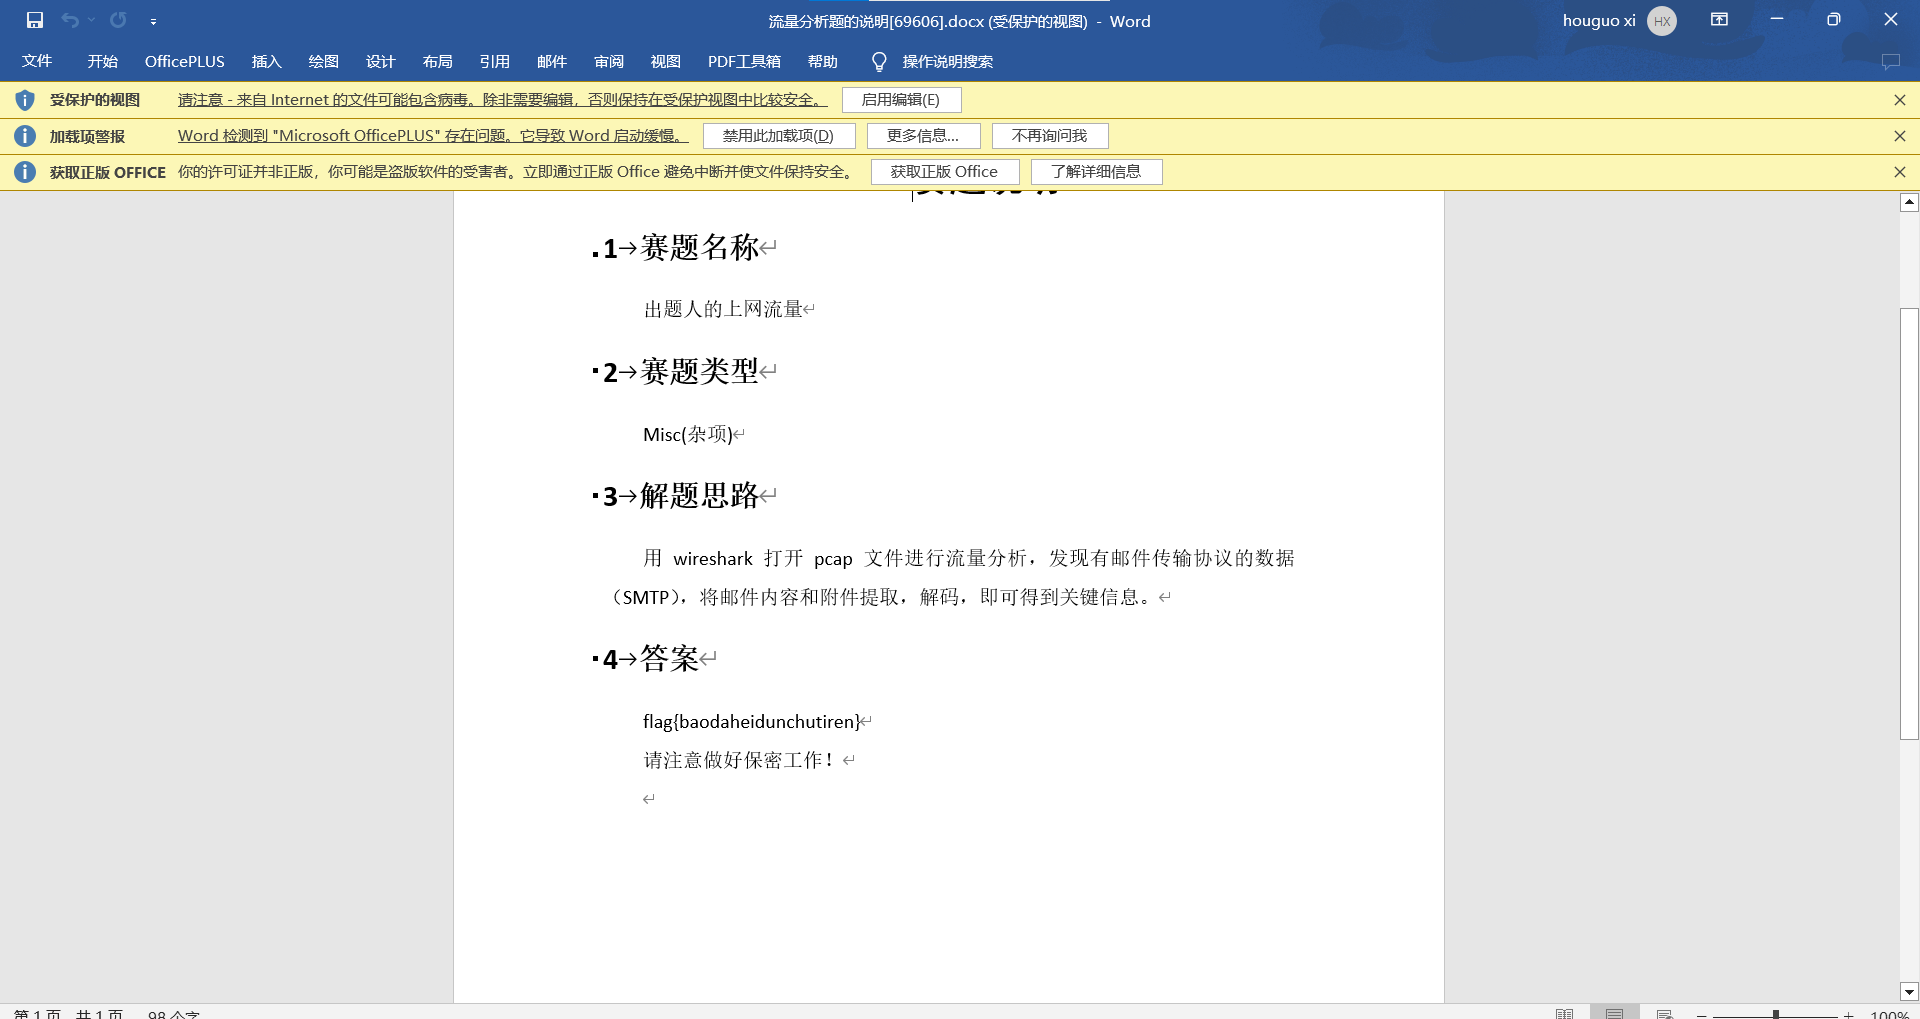 流量分析题的说明[69606].docx (受保护的视图) - Word
houguo xi
HX
文件 开始 OfficePLUS 插入 绘图 设计 布局 引用 邮件 审阅 视图 PDF工具箱 帮助 操作说明搜索
受保护的视图 请注意 - 来自 Internet 的文件可能包含病毒。除非需要编辑，否则保持在受保护视图中比较安全。 启用编辑(E)
加载项警报 Word 检测到 "Microsoft OfficePLUS" 存在问题。它导致 Word 启动缓慢。 禁用此加载项(D) 更多信息... 不再询问我
获取正版 OFFICE 你的许可证并非正版，你可能是盗版软件的受害者。立即通过正版 Office 避免中断并使文件保持安全。 获取正版 Office 了解详细信息
1 赛题名称
出题人的上网流量
2 赛题类型
Misc(杂项)
3 解题思路
用 wireshark 打开 pcap 文件进行流量分析，发现有邮件传输协议的数据
（SMTP），将邮件内容和附件提取，解码，即可得到关键信息。
4 答案
flag{baodaheidunchutiren}
请注意做好保密工作！
第 1 页，共 1 页 98 个字
100%